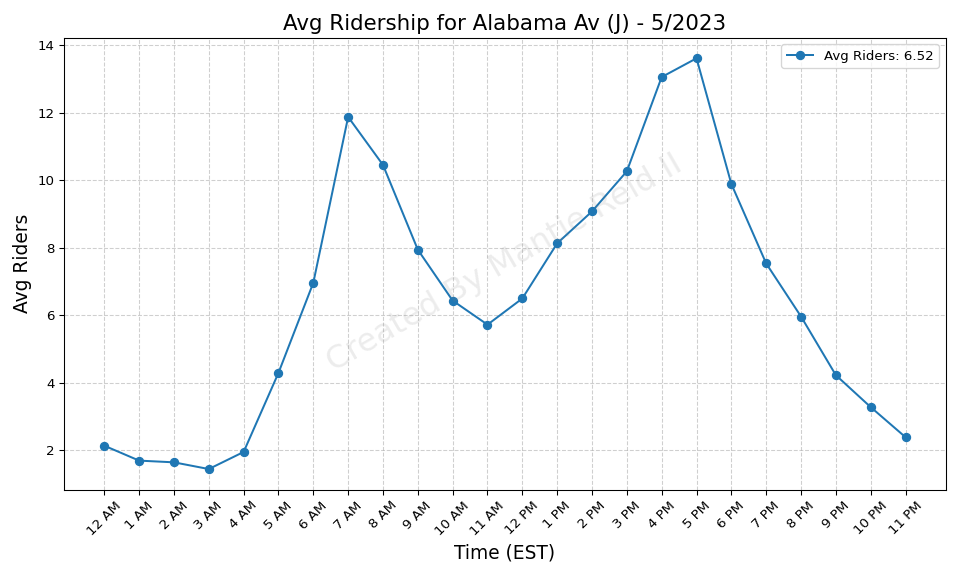 Avg Ridership for Alabama Av (J) - 5/2023
Avg Riders: 6.52
14
12
10
8
6
4
2
Avg Riders
Created By Mantie Reid II
12 AM
1 AM
2 AM
3 AM
4 AM
5 AM
6 AM
7 AM
8 AM
9 AM
10 AM
11 AM
12 PM
1 PM
2 PM
3 PM
4 PM
5 PM
6 PM
7 PM
8 PM
9 PM
10 PM
11 PM
Time (EST)